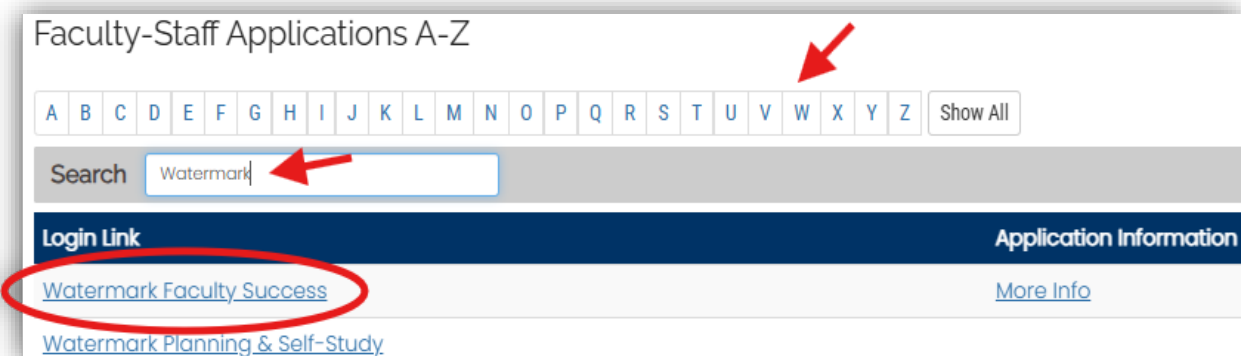 Faculty-Staff Applications A-Z
A B C D E F G H I J K L M N O P Q R S T U V W X Y Z Show All
Search Watermark
Login Link Application Information
Watermark Faculty Success More Info
Watermark Planning & Self-Study